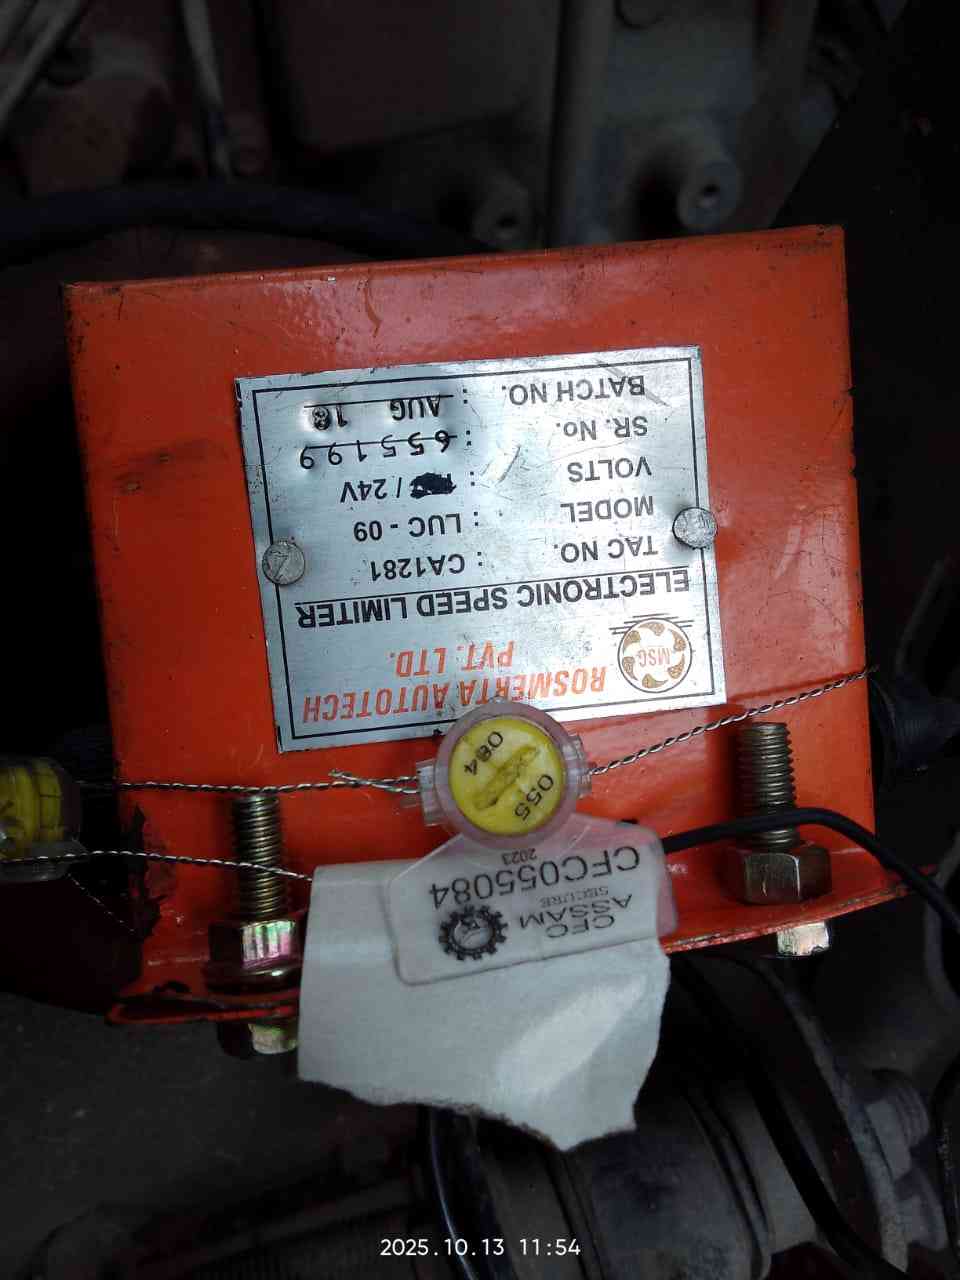 MSG
ROSMERTA AUTOTECH
PVT. LTD.
ELECTRONIC SPEED LIMITER
TAC NO. : CA1281
MODEL : LUC - 09
VOLTS : / 24V
SR. No. : 655199
BATCH NO. : AUG 18
055
084
CFC
ASSAM
SECURE
CFC055084
2023
2025.10.13 11:54